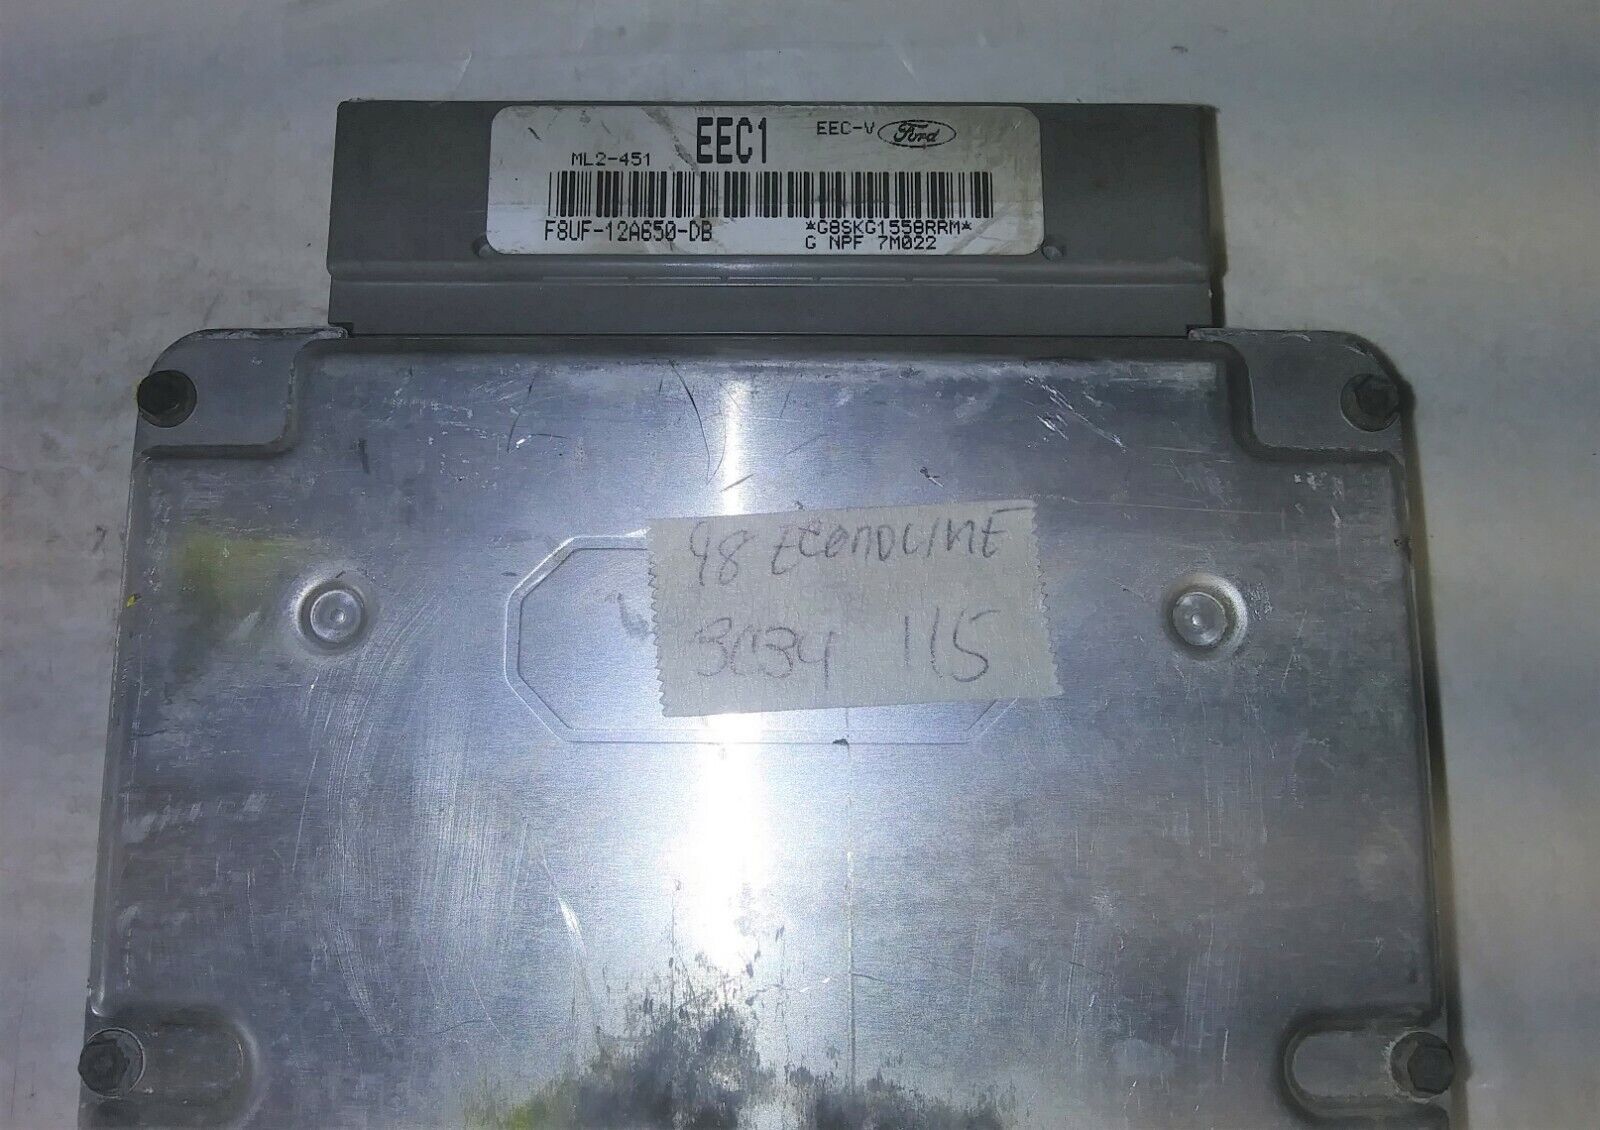 EEC1 EEC-V Ford
ML2-451
F8UF-12A650-DB *G8SKG1558RRM*
G NPF 7M022
98 ECONOLINE
3C34 115